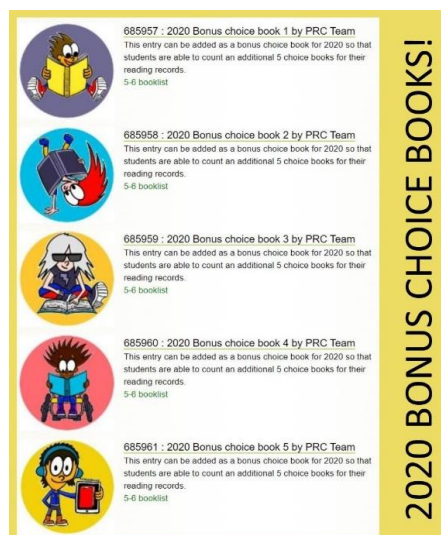 685957 : 2020 Bonus choice book 1 by PRC Team
This entry can be added as a bonus choice book for 2020 so that
students are able to count an additional 5 choice books for their
reading records.
5-6 booklist
685958 : 2020 Bonus choice book 2 by PRC Team
This entry can be added as a bonus choice book for 2020 so that
students are able to count an additional 5 choice books for their
reading records.
5-6 booklist
685959 : 2020 Bonus choice book 3 by PRC Team
This entry can be added as a bonus choice book for 2020 so that
students are able to count an additional 5 choice books for their
reading records.
5-6 booklist
685960 : 2020 Bonus choice book 4 by PRC Team
This entry can be added as a bonus choice book for 2020 so that
students are able to count an additional 5 choice books for their
reading records.
5-6 booklist
685961 : 2020 Bonus choice book 5 by PRC Team
This entry can be added as a bonus choice book for 2020 so that
students are able to count an additional 5 choice books for their
reading records.
5-6 booklist
2020 BONUS CHOICE BOOKS!